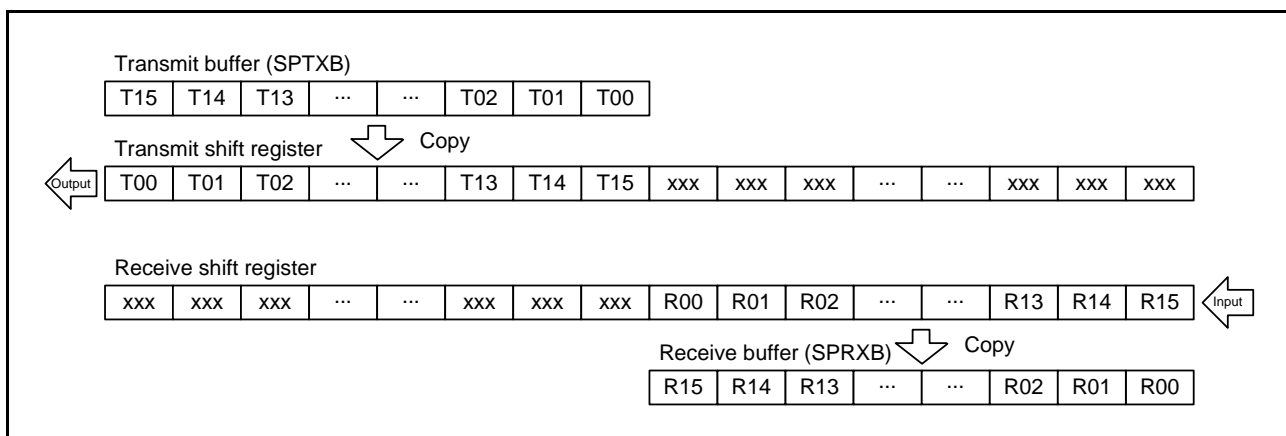 Transmit buffer (SPTXB)
T15 T14 T13 ... ... T02 T01 T00
Copy
Transmit shift register
Output T00 T01 T02 ... ... T13 T14 T15 xxx xxx xxx ... ... xxx xxx xxx
Receive shift register
xxx xxx xxx ... ... xxx xxx xxx R00 R01 R02 ... ... R13 R14 R15 Input
Copy
Receive buffer (SPRXB)
R15 R14 R13 ... ... R02 R01 R00